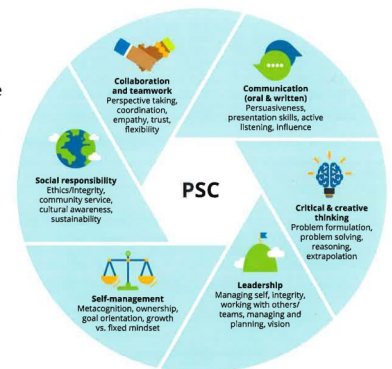 Collaboration
and teamwork
Perspective taking,
coordination,
empathy, trust,
flexibility
Communication
(oral & written)
Persuasiveness,
presentation skills, active
listening, influence
Social responsibility
Ethics/Integrity,
community service,
cultural awareness,
sustainability
PSC
Critical & creative
thinking
Problem formulation,
problem solving,
reasoning,
extrapolation
Self-management
Metacognition, ownership,
goal orientation, growth
vs. fixed mindset
Leadership
Managing self, integrity,
working with others/
teams, managing and
planning, vision